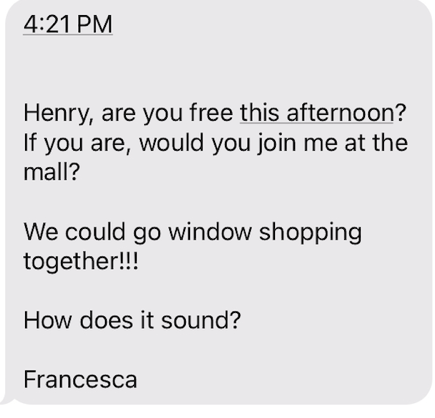 4:21 PM
Henry, are you free this afternoon?
If you are, would you join me at the
mall?
We could go window shopping
together!!!
How does it sound?
Francesca